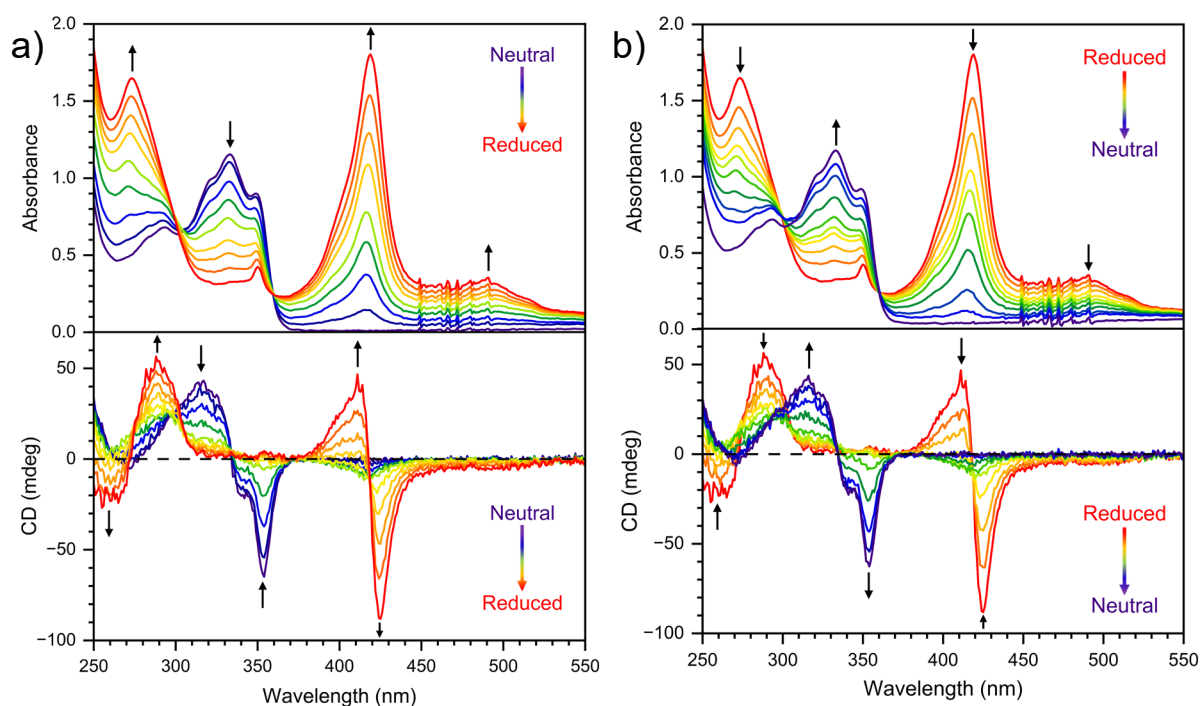 a)
2.0
1.5
1.0
0.5
0.0
Absorbance
Neutral
Reduced
50
0
−50
−100
CD (mdeg)
Neutral
Reduced
250 300 350 400 450 500 550
Wavelength (nm)
b)
2.0
1.5
1.0
0.5
0.0
Absorbance
Reduced
Neutral
50
0
−50
−100
CD (mdeg)
Reduced
Neutral
250 300 350 400 450 500 550
Wavelength (nm)